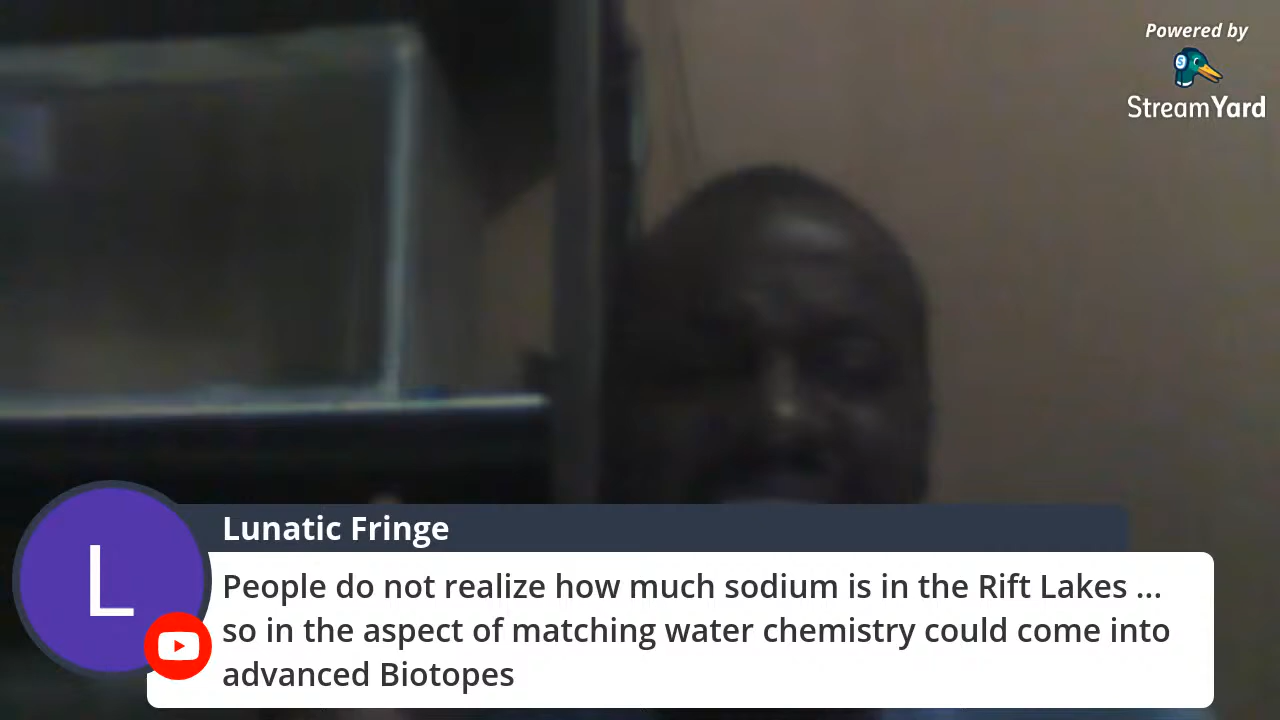 Powered by
StreamYard
Lunatic Fringe
L
People do not realize how much sodium is in the Rift Lakes ...
so in the aspect of matching water chemistry could come into
advanced Biotopes